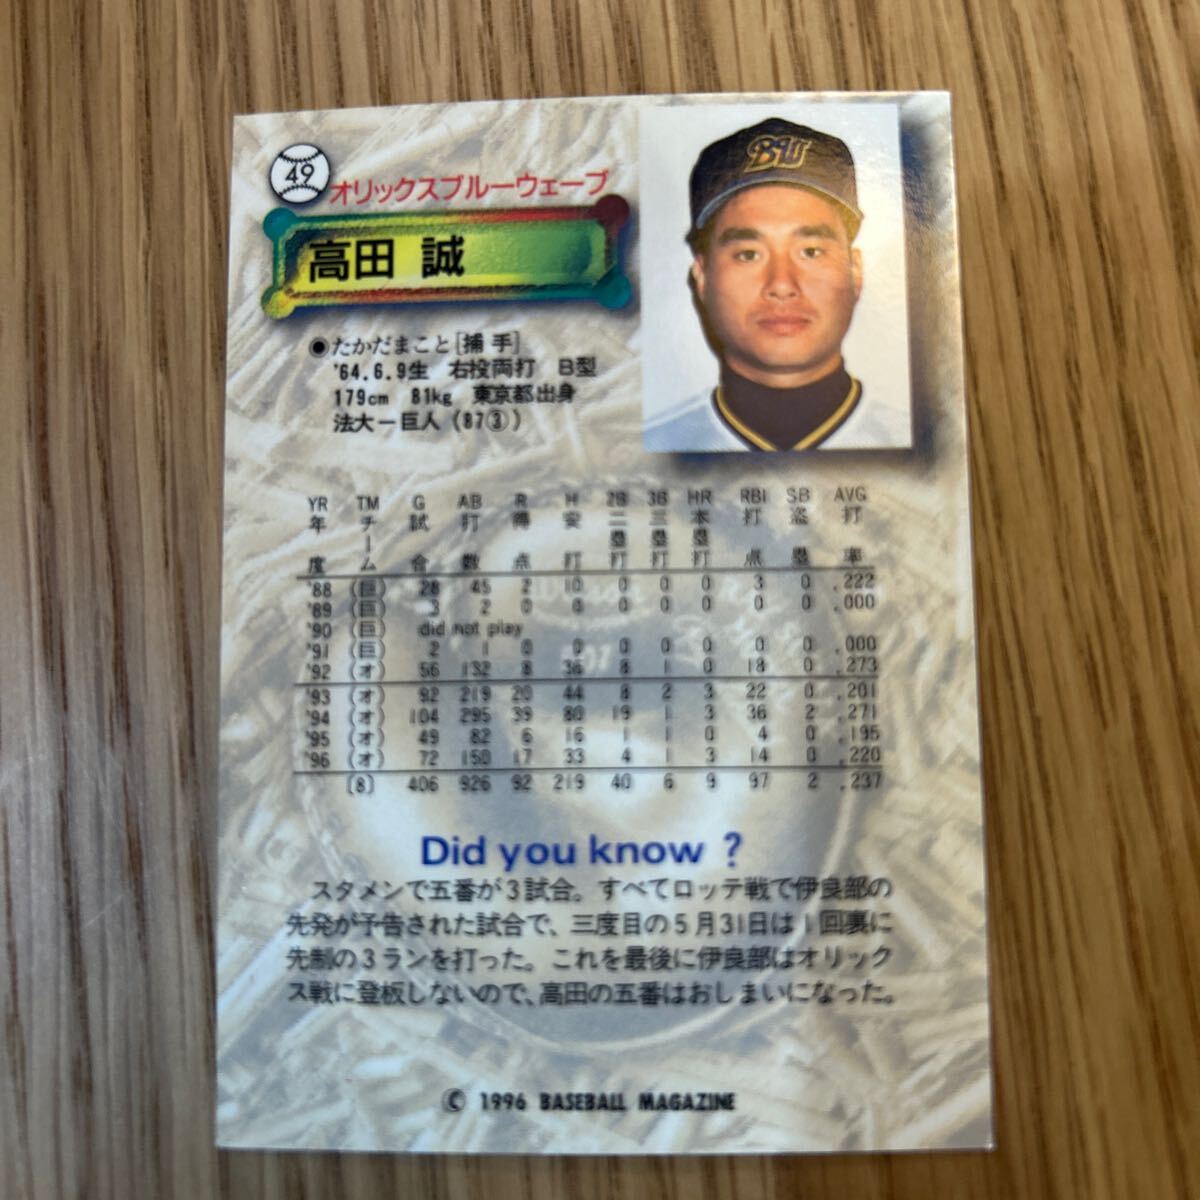 49
オリックスブルーウェーブ
BW
高田 誠
●たかだまこと[捕手]
'64.6.9生 右投両打 B型
179cm 81kg 東京都出身
法大－巨人（87③）
YR TM G AB R H 2B 3B HR RBI SB AVG
年度 チーム 試合 打数 得点 安打 二塁打 三塁打 本塁打 打点 盗塁 打率
'88 (巨) 28 45 2 10 0 0 0 3 0 .222
'89 (巨) 3 2 0 0 0 0 0 0 0 .000
'90 (巨) did not play
'91 (巨) 2 1 0 0 0 0 0 0 0 .000
'92 (オ) 56 132 8 36 8 1 0 18 0 .273
'93 (オ) 92 219 20 44 8 2 3 22 0 .201
'94 (オ) 104 295 39 80 19 1 3 36 2 .271
'95 (オ) 49 82 6 16 1 1 0 4 0 .195
'96 (オ) 72 150 17 33 4 1 3 14 0 .220
(8) 406 926 92 219 40 6 9 97 2 .237
Did you know ?
スタメンで五番が3試合。すべてロッテ戦で伊良部の
先発が予告された試合で、三度目の5月31日は1回裏に
先制の3ランを打った。これを最後に伊良部はオリック
ス戦に登板しないので、高田の五番はおしまいになった。
© 1996 BASEBALL MAGAZINE